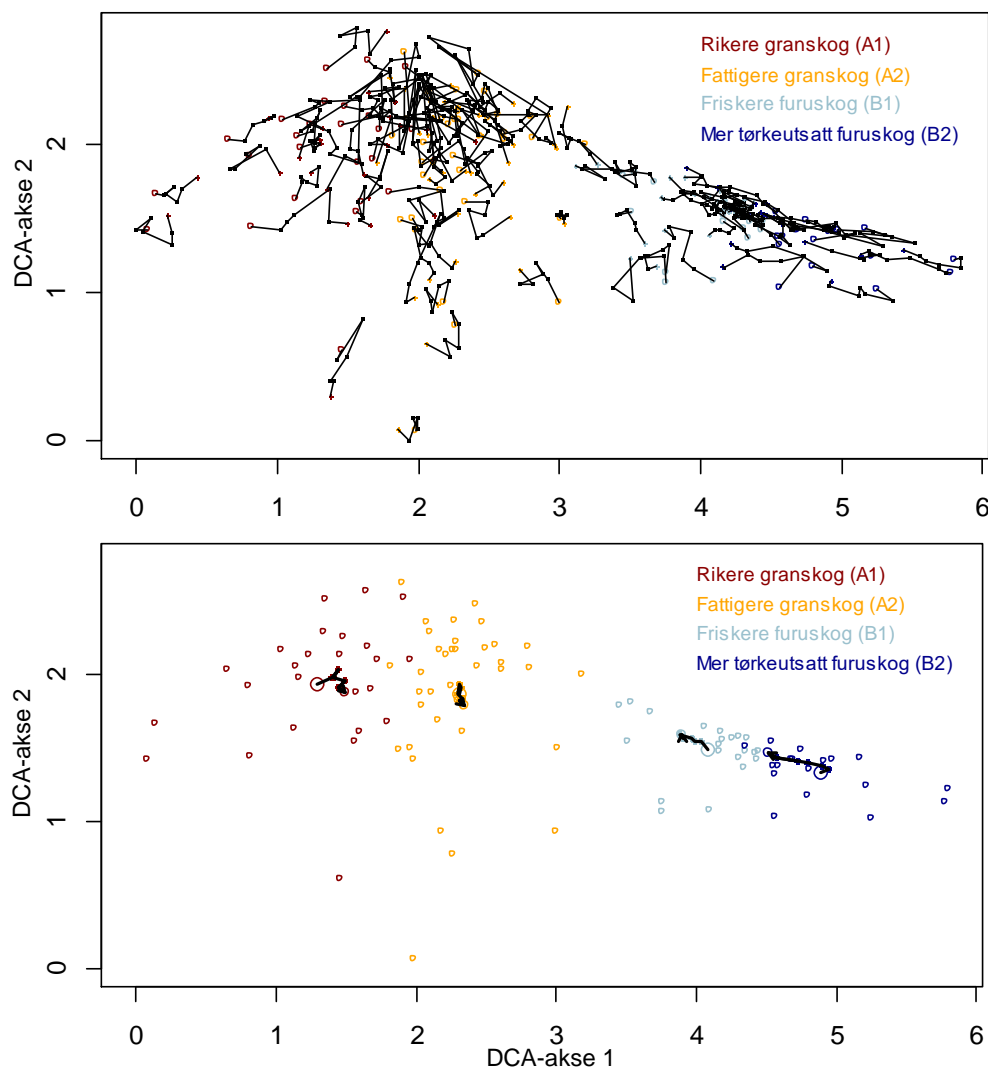 Rikere granskog (A1)
Fattigere granskog (A2)
Friskere furuskog (B1)
Mer tørkeutsatt furuskog (B2)
DCA-akse 2
2
1
0
0 1 2 3 4 5 6
Rikere granskog (A1)
Fattigere granskog (A2)
Friskere furuskog (B1)
Mer tørkeutsatt furuskog (B2)
DCA-akse 2
2
1
0
0 1 2 3 4 5 6
DCA-akse 1